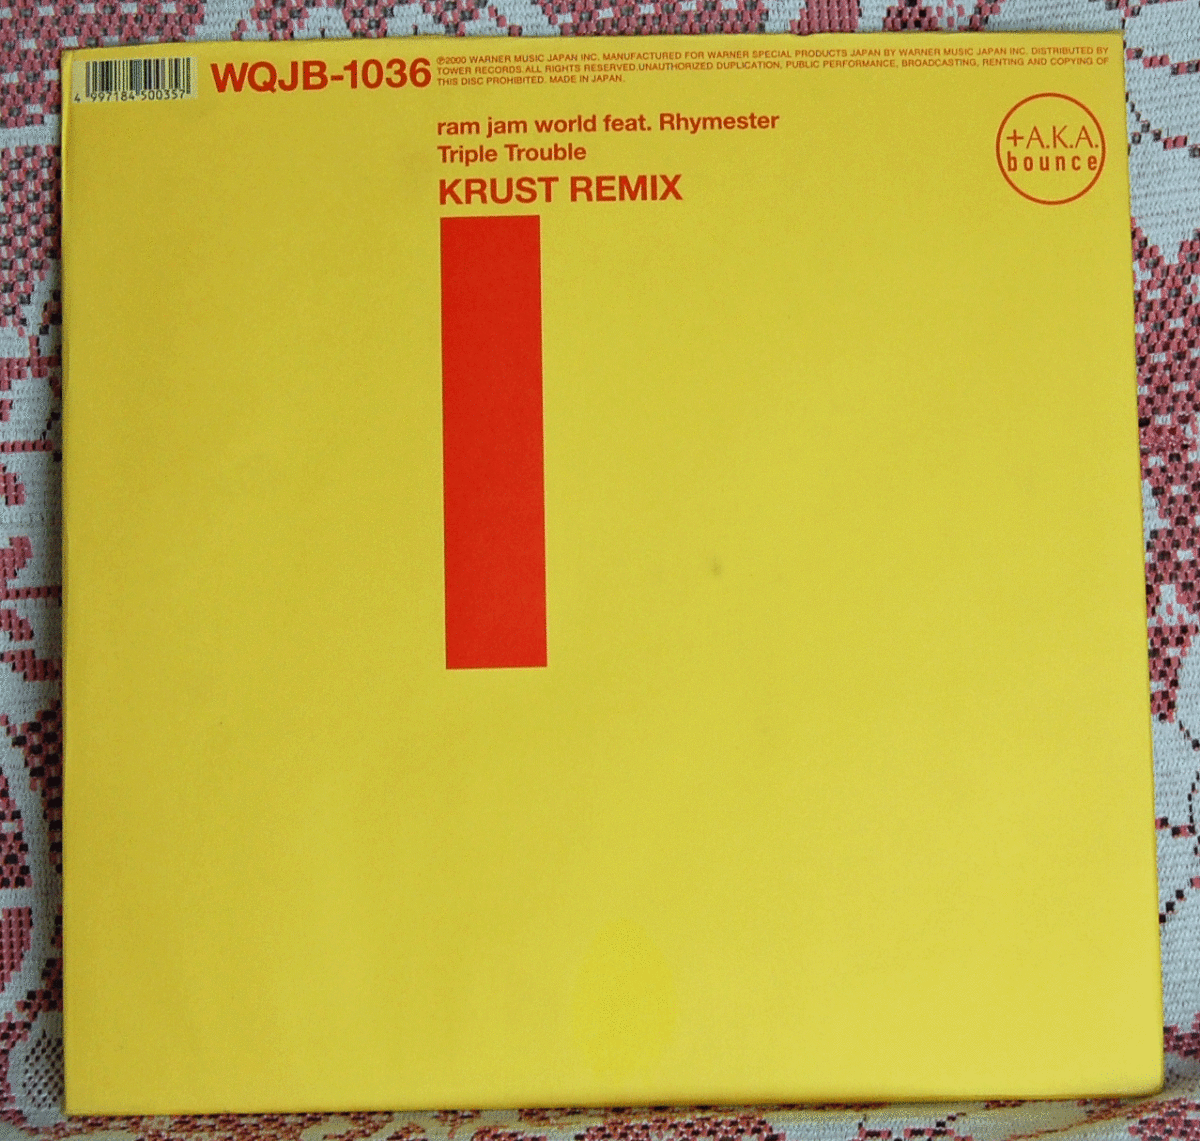 4 997184 500357
WQJB-1036
℗2000 WARNER MUSIC JAPAN INC. MANUFACTURED FOR WARNER SPECIAL PRODUCTS JAPAN BY WARNER MUSIC JAPAN INC. DISTRIBUTED BY
TOWER RECORDS. ALL RIGHTS RESERVED. UNAUTHORIZED DUPLICATION, PUBLIC PERFORMANCE, BROADCASTING, RENTING AND COPYING OF
THIS DISC PROHIBITED. MADE IN JAPAN.
ram jam world feat. Rhymester
Triple Trouble
KRUST REMIX
+A.K.A.
bounce